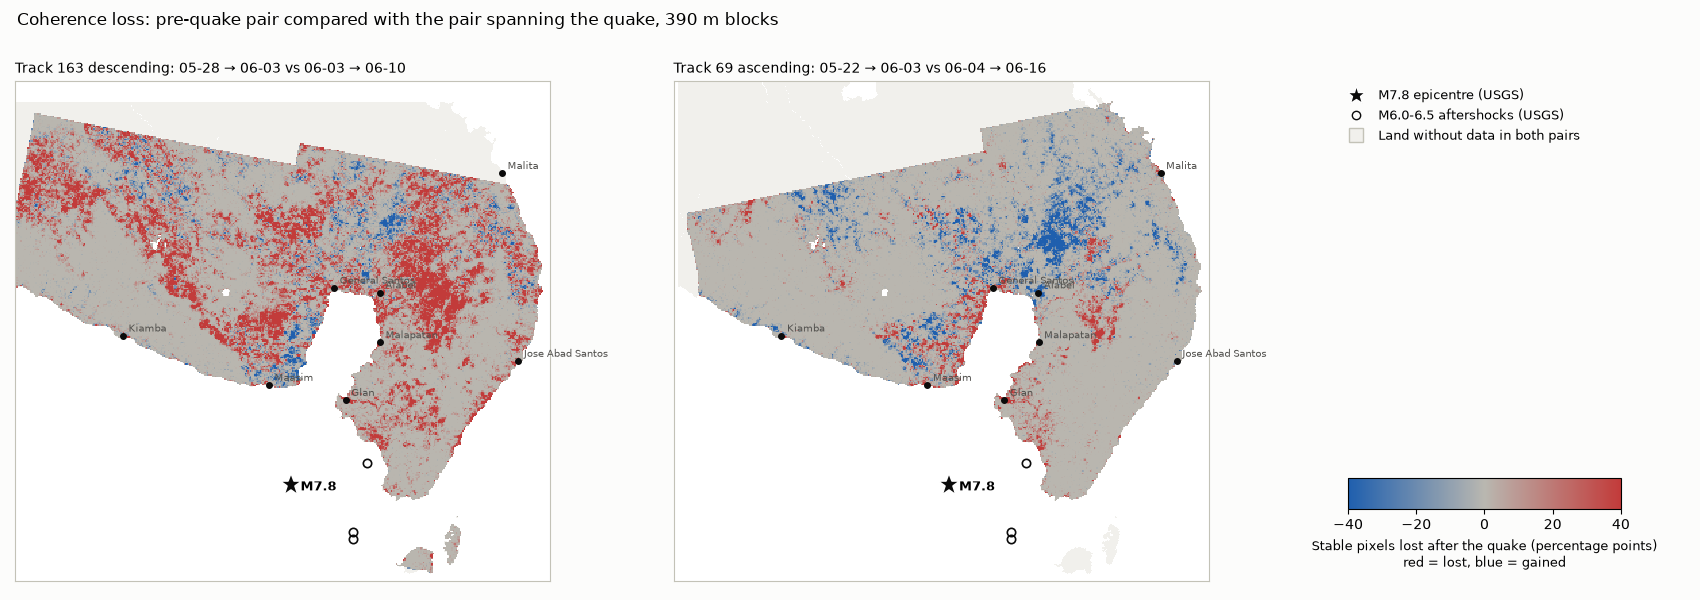 Coherence loss: pre-quake pair compared with the pair spanning the quake, 390 m blocks
Track 163 descending: 05-28 → 06-03 vs 06-03 → 06-10
Malita
General Santos
Kiamba
Malapatan
Jose Abad Santos
Maasim
Glan
M7.8
Track 69 ascending: 05-22 → 06-03 vs 06-04 → 06-16
Malita
General Santos
Alabel
Kiamba
Malapatan
Jose Abad Santos
Maasim
Glan
M7.8
M7.8 epicentre (USGS)
M6.0-6.5 aftershocks (USGS)
Land without data in both pairs
−40 −20 0 20 40
Stable pixels lost after the quake (percentage points)
red = lost, blue = gained